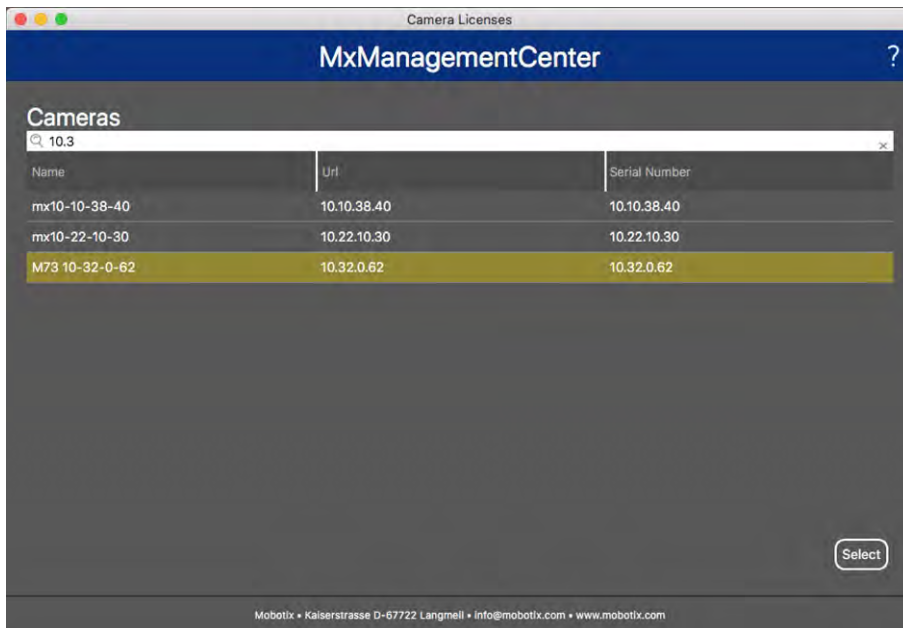 Camera Licenses
MxManagementCenter
?
Cameras
10.3
×
Name Url Serial Number
mx10-10-38-40 10.10.38.40 10.10.38.40
mx10-22-10-30 10.22.10.30 10.22.10.30
M73 10-32-0-62 10.32.0.62 10.32.0.62
Select
Mobotix • Kaiserstrasse D-67722 Langmeil • info@mobotix.com • www.mobotix.com